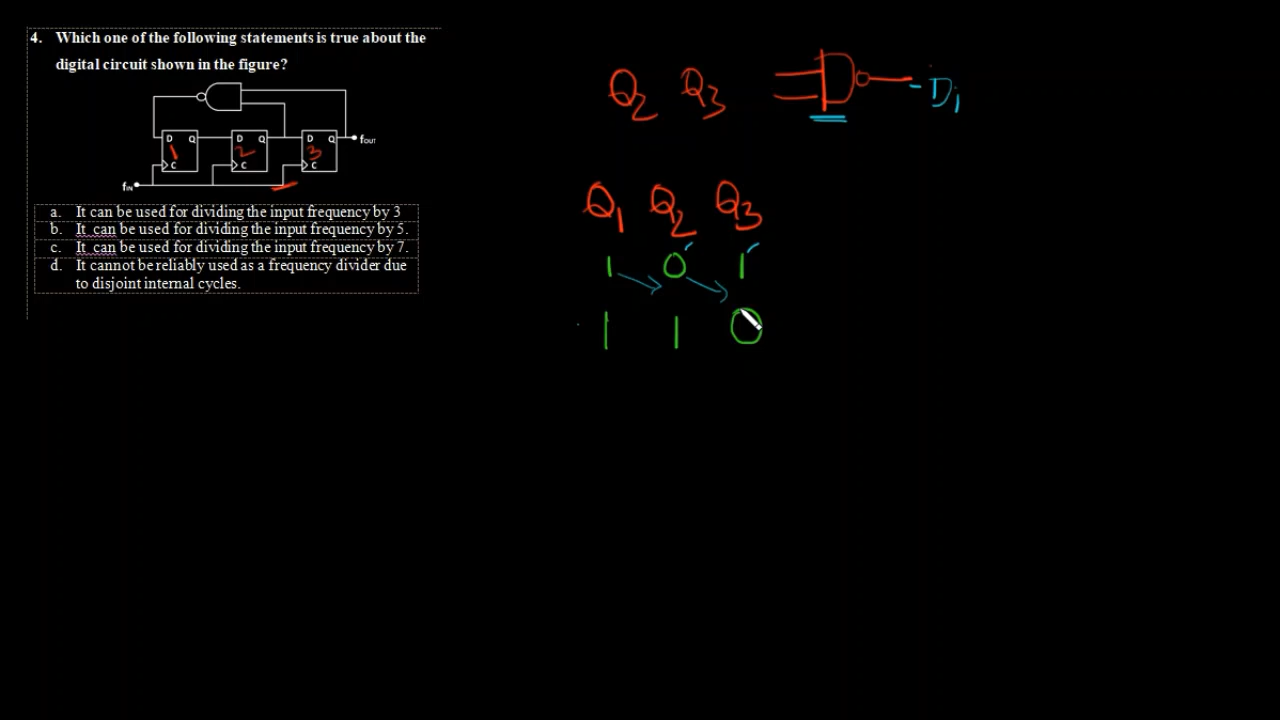 4. Which one of the following statements is true about the
digital circuit shown in the figure?
D Q D Q D Q
1 2 3
C C C
fOUT
fIN
a. It can be used for dividing the input frequency by 3
b. It can be used for dividing the input frequency by 5.
c. It can be used for dividing the input frequency by 7.
d. It cannot be reliably used as a frequency divider due
to disjoint internal cycles.
Q2 Q3
D1
Q1 Q2 Q3
1 0 1
1 1 0